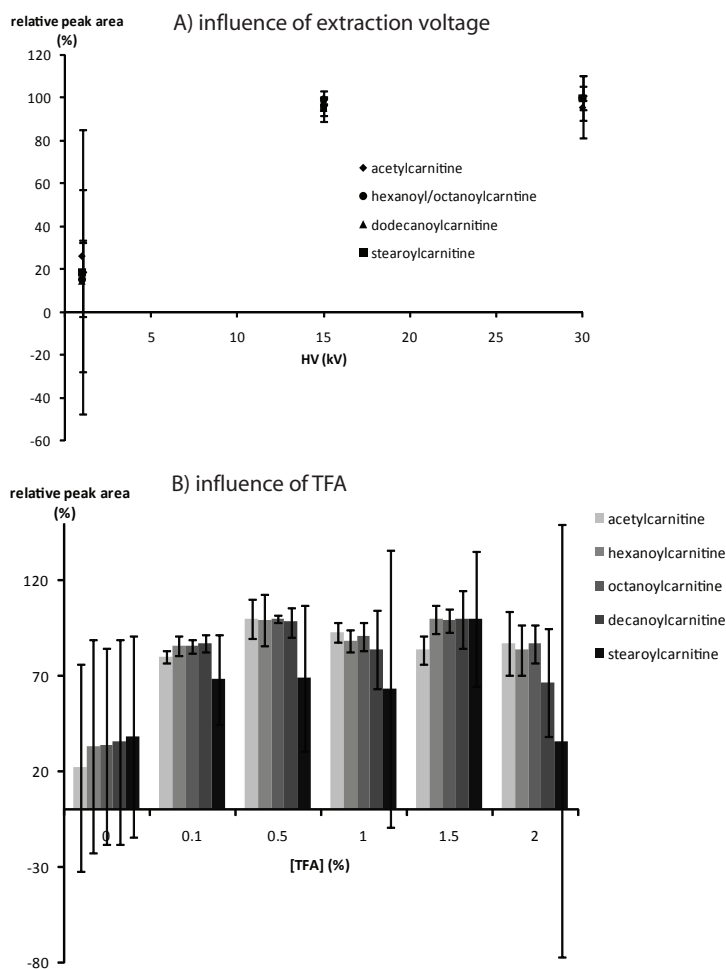 A) influence of extraction voltage
relative peak area
(%)
120
100
80
60
40
20
0
-20
-40
-60
5
10
15
20
25
30
HV (kV)
acetylcarnitine
hexanoyl/octanoylcarntine
dodecanoylcarnitine
stearoylcarnitine
B) influence of TFA
relative peak area
(%)
120
70
20
-30
-80
0
0.1
0.5
1
1.5
2
[TFA] (%)
acetylcarnitine
hexanoylcarnitine
octanoylcarnitine
decanoylcarnitine
stearoylcarnitine